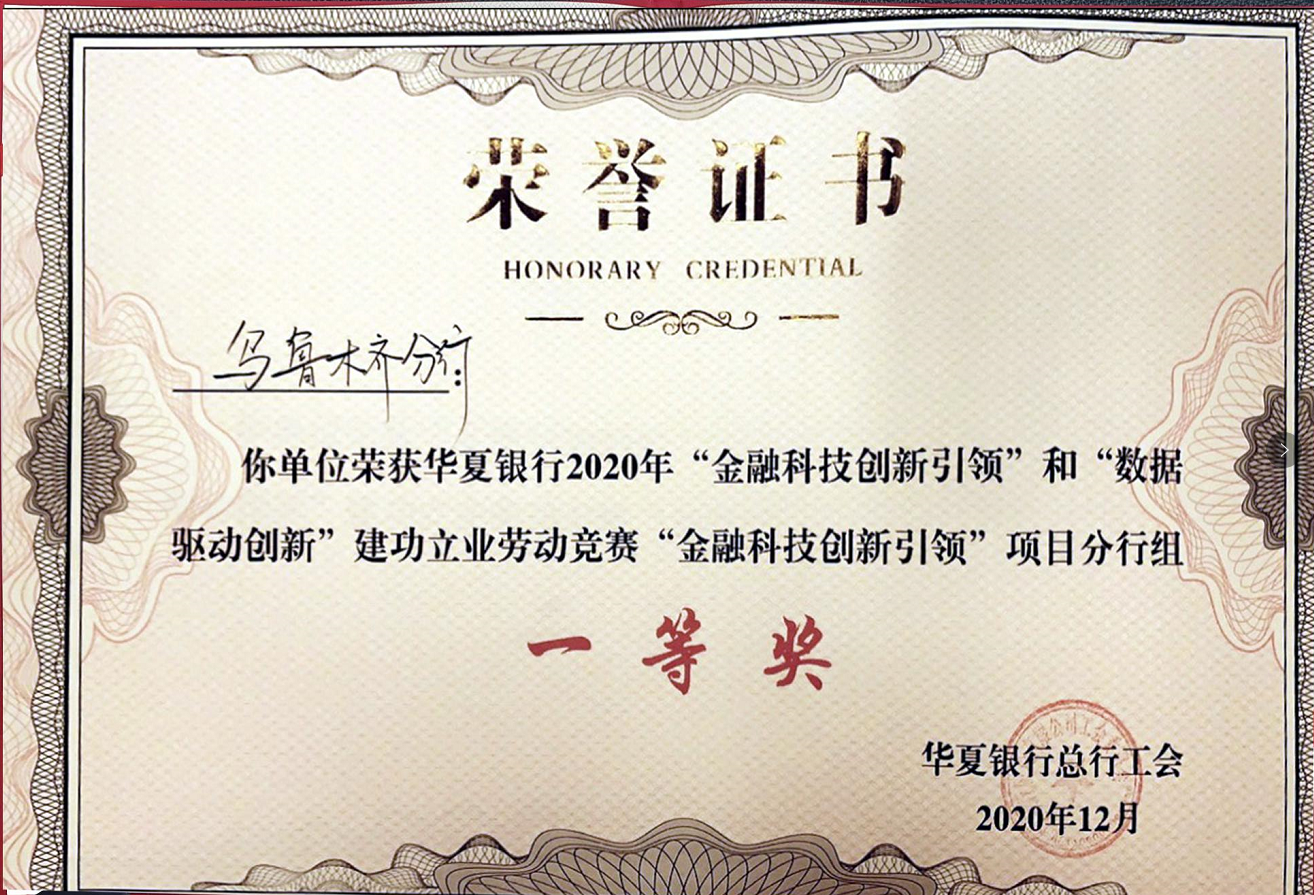 荣誉证书
HONORARY CREDENTIAL
乌鲁木齐分行:
你单位荣获华夏银行2020年“金融科技创新引领”和“数据
驱动创新”建功立业劳动竞赛“金融科技创新引领”项目分行组
一等奖
华夏银行总行工会
2020年12月